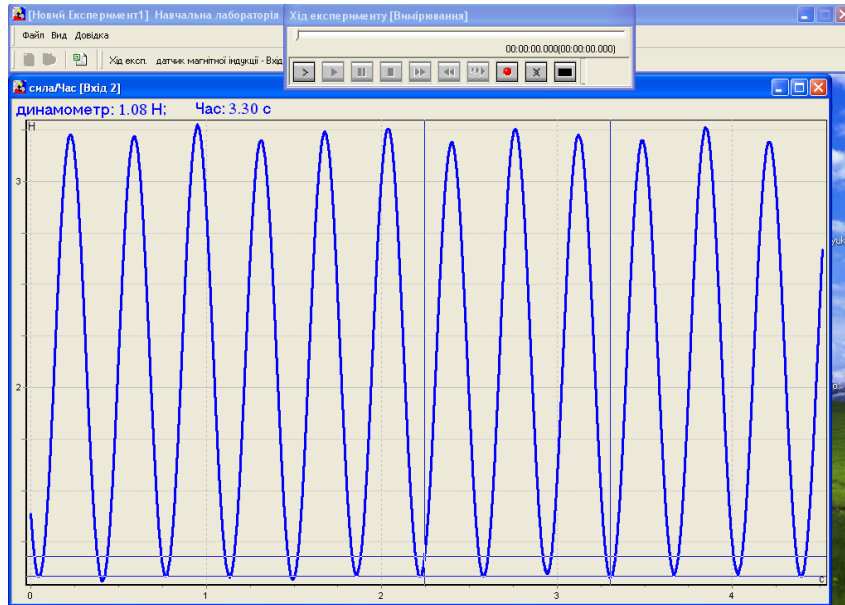 [Новий Експеримент1] Навчальна лабораторія
Хід експерименту [Вимірювання]
Файл Вид Довідка
00:00:00.000(00:00:00.000)
Хід експ. датчик магнітної індукції - Вхід
сила/Час [Вхід 2]
динамометр: 1.08 Н; Час: 3.30 с
Н
3
2
с
0 1 2 3 4